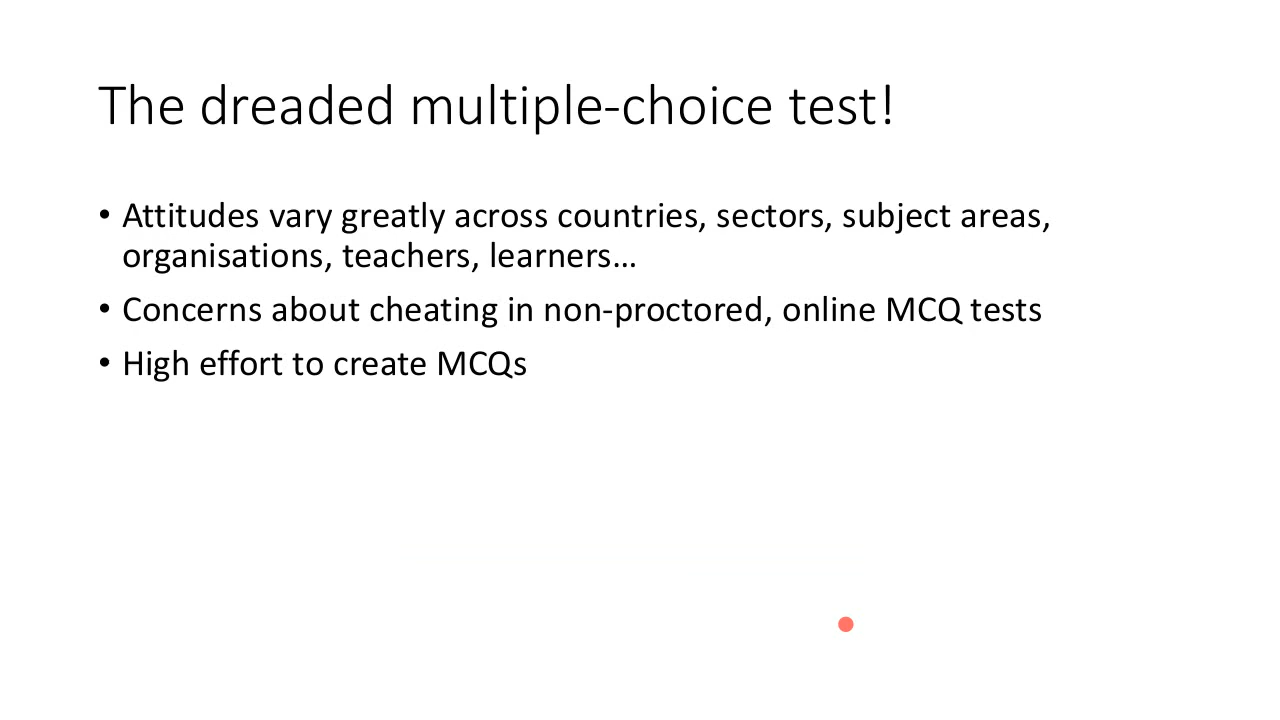 The dreaded multiple-choice test!
• Attitudes vary greatly across countries, sectors, subject areas,
organisations, teachers, learners…
• Concerns about cheating in non-proctored, online MCQ tests
• High effort to create MCQs